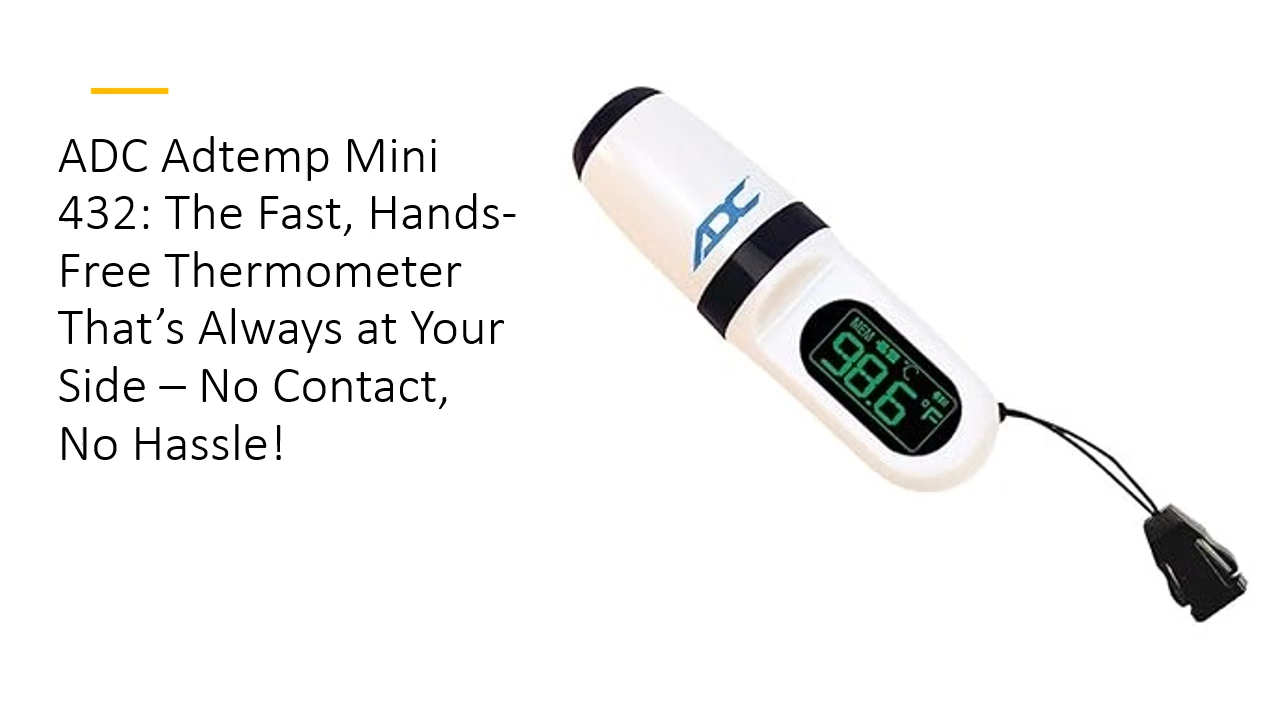 ADC Adtemp Mini
432: The Fast, Hands-
Free Thermometer
That’s Always at Your
Side – No Contact,
No Hassle!
ADC
MEM
°C
98.6 °F